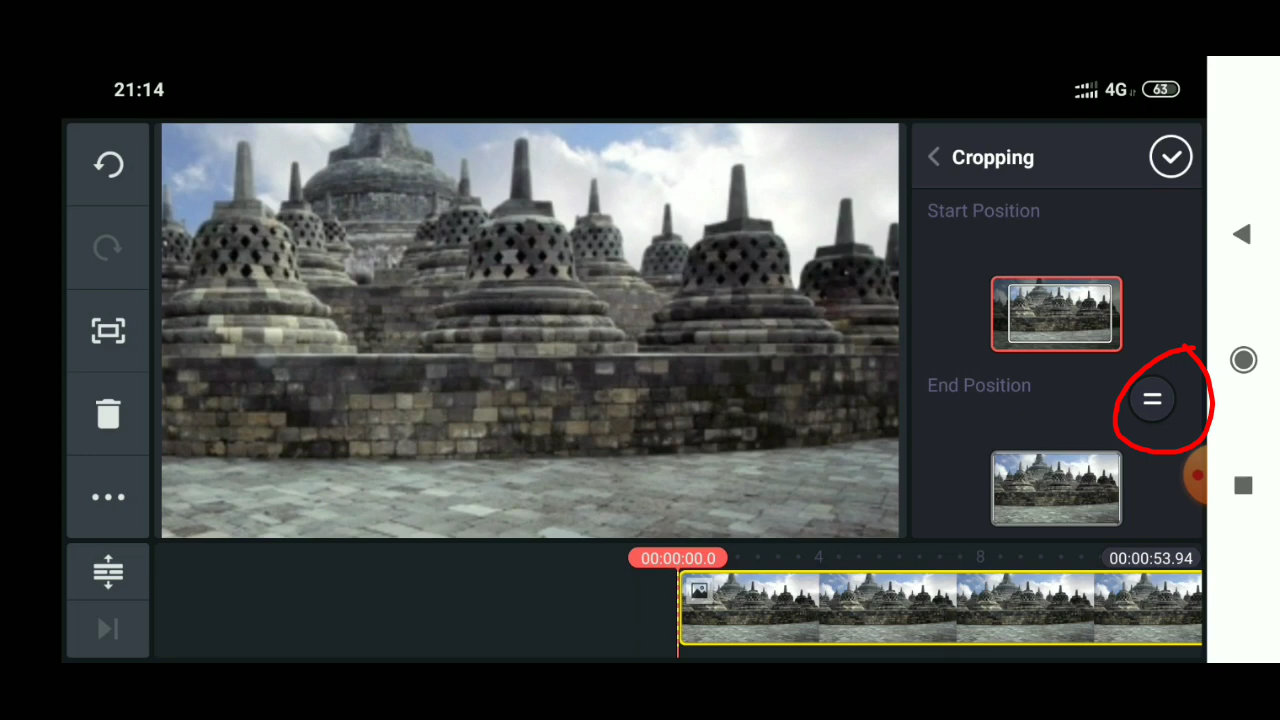 21:14
4G
63
Cropping
Start Position
End Position
=
00:00:00.0
4
8
00:00:53.94